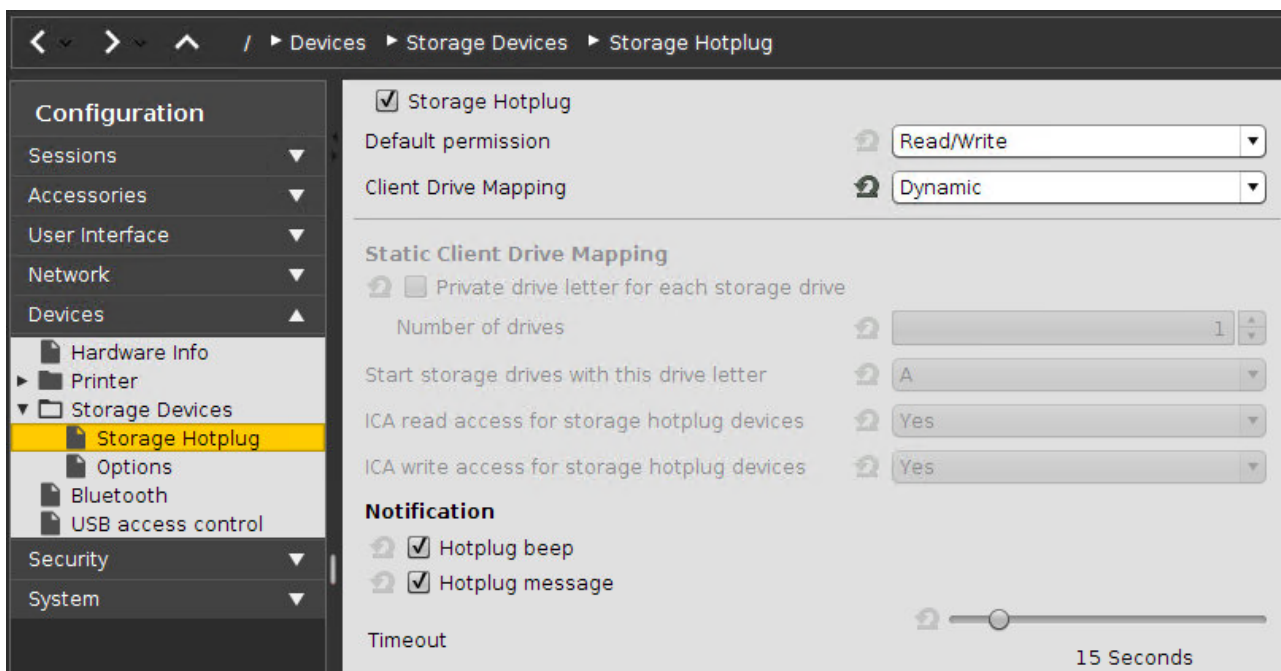 / Devices Storage Devices Storage Hotplug
Configuration
Sessions
Accessories
User Interface
Network
Devices
Hardware Info
Printer
Storage Devices
Storage Hotplug
Options
Bluetooth
USB access control
Security
System
Storage Hotplug
Default permission Read/Write
Client Drive Mapping Dynamic
Static Client Drive Mapping
Private drive letter for each storage drive
Number of drives 1
Start storage drives with this drive letter A
ICA read access for storage hotplug devices Yes
ICA write access for storage hotplug devices Yes
Notification
Hotplug beep
Hotplug message
Timeout
15 Seconds